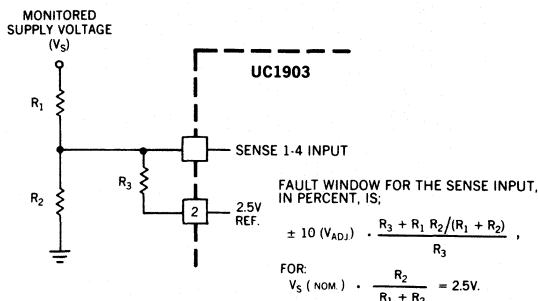 MONITORED
SUPPLY VOLTAGE
(VS)
UC1903
R1
SENSE 1-4 INPUT
R3
R2
2
2.5V
REF.
FAULT WINDOW FOR THE SENSE INPUT,
IN PERCENT, IS;
± 10 (VADJ.) · R3 + R1 R2/(R1 + R2) / R3 ,
FOR:
VS ( NOM. ) · R2 / R1 + R2 = 2.5V.